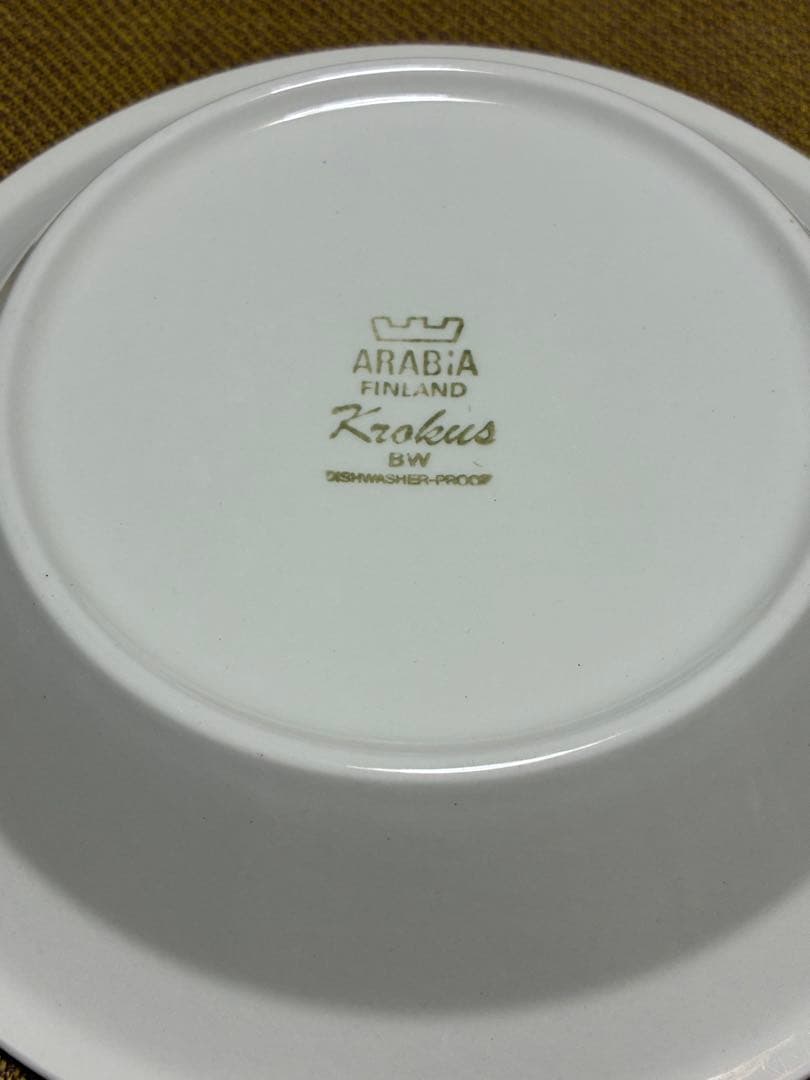 ARABiA
FINLAND
Krokus
BW
DISHWASHER-PROOF